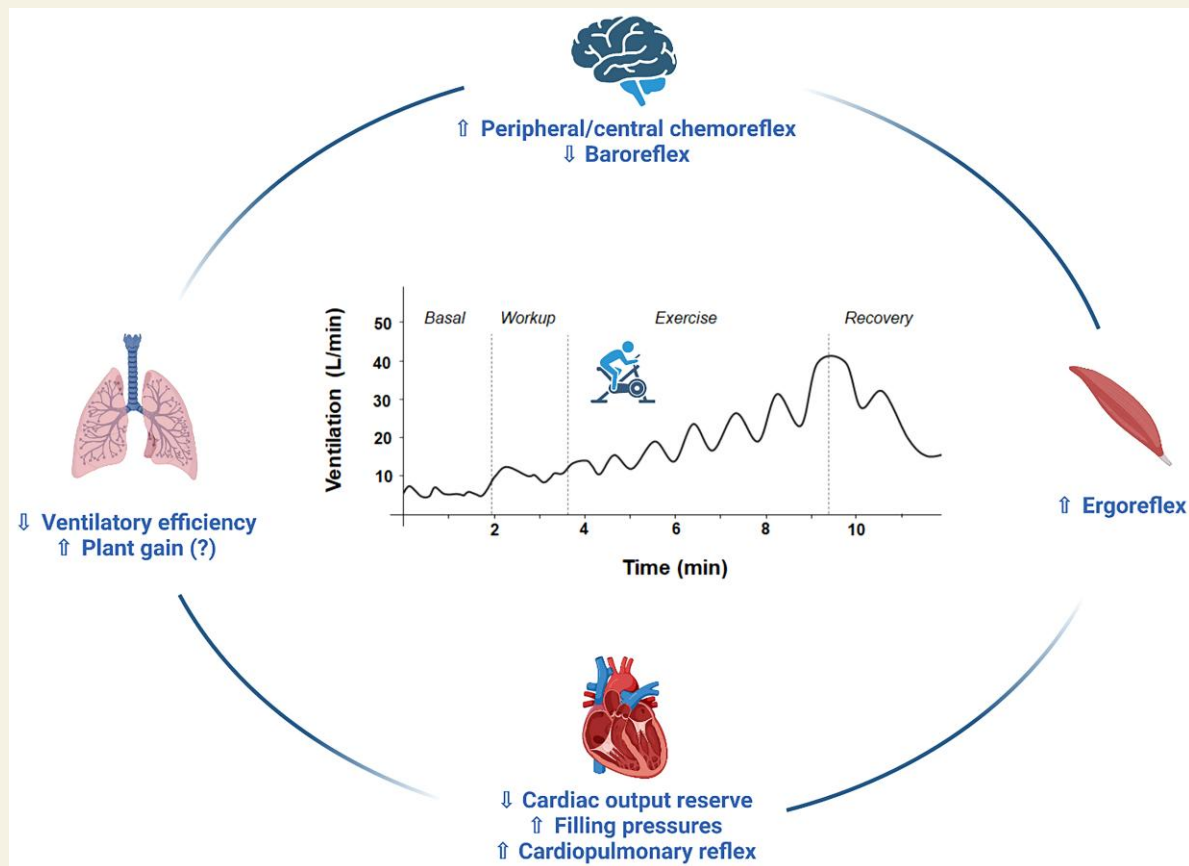 ⇧ Peripheral/central chemoreflex
⇩ Baroreflex
Ventilation (L/min)
50
40
30
20
10
Basal
Workup
Exercise
Recovery
2
4
6
8
10
Time (min)
⇩ Ventilatory efficiency
⇧ Plant gain (?)
⇧ Ergoreflex
⇩ Cardiac output reserve
⇧ Filling pressures
⇧ Cardiopulmonary reflex